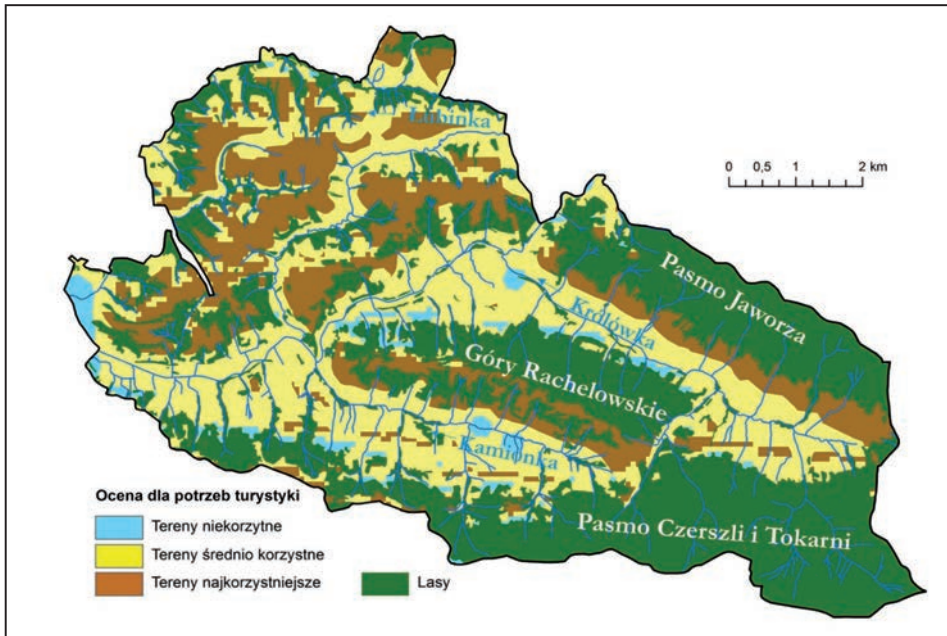 Łubinka
0 0,5 1 2 km
Pasmo Jaworza
Królówka
Góry Rachelowskie
Kamionka
Pasmo Czerszli i Tokarni
Ocena dla potrzeb turystyki
Tereny niekorzytne
Tereny średnio korzystne
Tereny najkorzystniejsze
Lasy